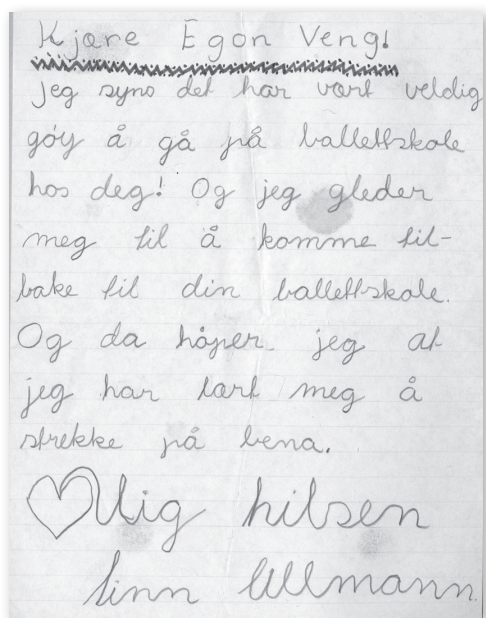 Kjære Egon Veng!
Jeg syns det har vært veldig
gøy å gå på ballettskole
hos deg! Og jeg gleder
meg til å komme til-
bake til din ballettskole.
Og da håper jeg at
jeg har lært meg å
strekke på bena.
♡lig hilsen
Linn Ullmann.